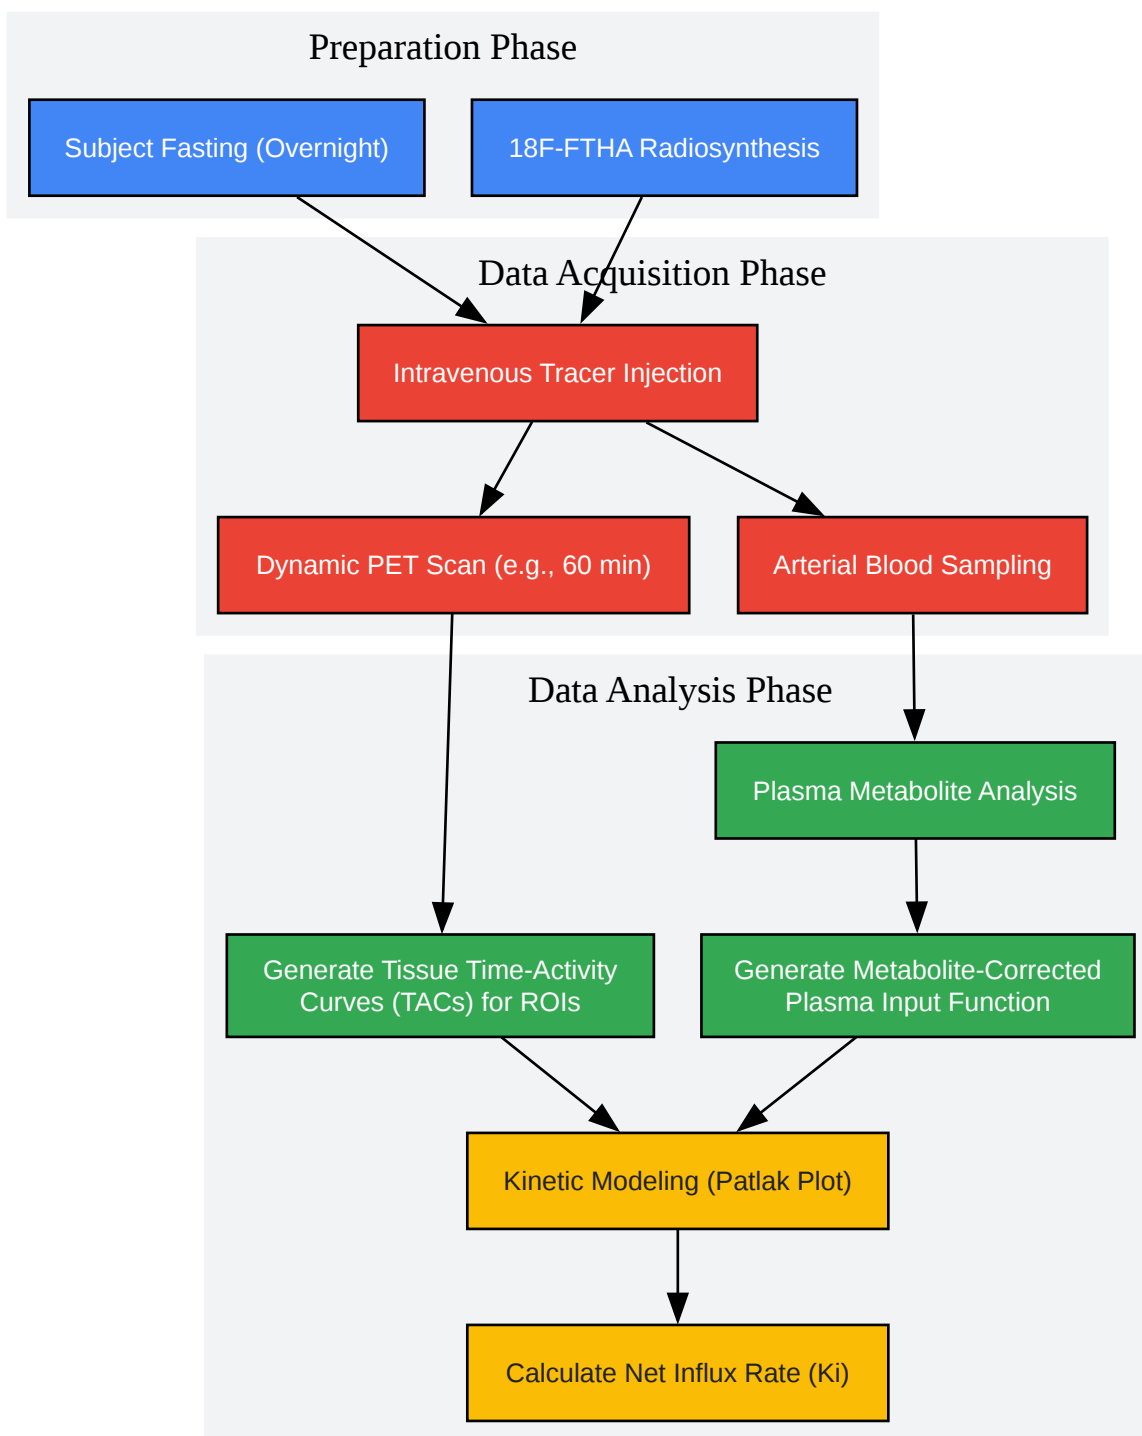 Preparation Phase
Subject Fasting (Overnight)
18F-FTHA Radiosynthesis
Data Acquisition Phase
Intravenous Tracer Injection
Dynamic PET Scan (e.g., 60 min)
Arterial Blood Sampling
Data Analysis Phase
Plasma Metabolite Analysis
Generate Tissue Time-Activity
Curves (TACs) for ROIs
Generate Metabolite-Corrected
Plasma Input Function
Kinetic Modeling (Patlak Plot)
Calculate Net Influx Rate (Ki)